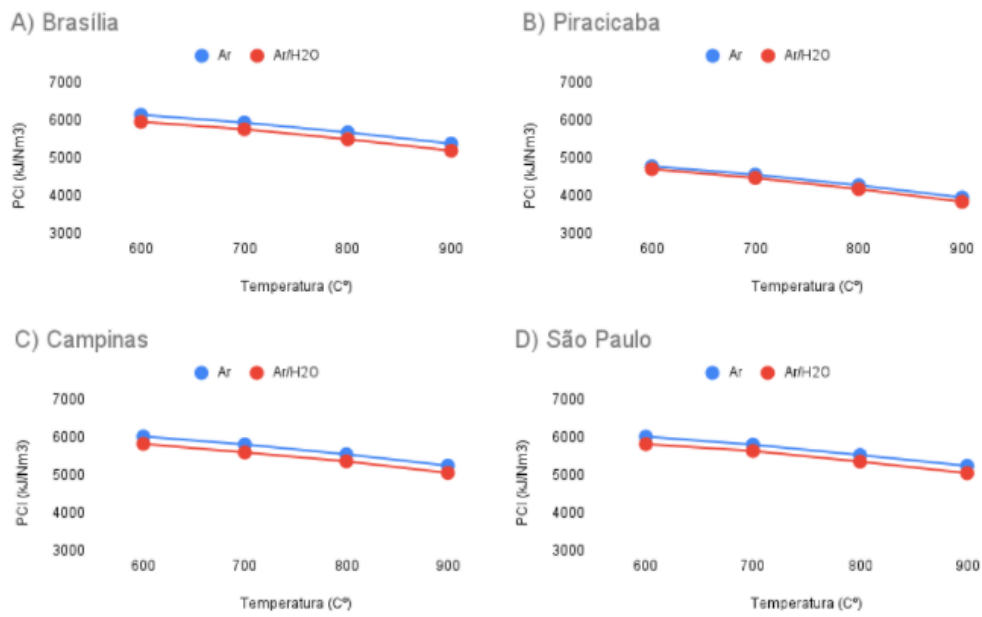 A) Brasília
Ar Ar/H2O
7000
6000
5000
4000
3000
PCI (kJ/Nm3)
600 700 800 900
Temperatura (Cº)
B) Piracicaba
Ar Ar/H2O
7000
6000
5000
4000
3000
PCI (kJ/Nm3)
600 700 800 900
Temperatura (Cº)
C) Campinas
Ar Ar/H2O
7000
6000
5000
4000
3000
PCI (kJ/Nm3)
600 700 800 900
Temperatura (Cº)
D) São Paulo
Ar Ar/H2O
7000
6000
5000
4000
3000
PCI (kJ/Nm3)
600 700 800 900
Temperatura (Cº)